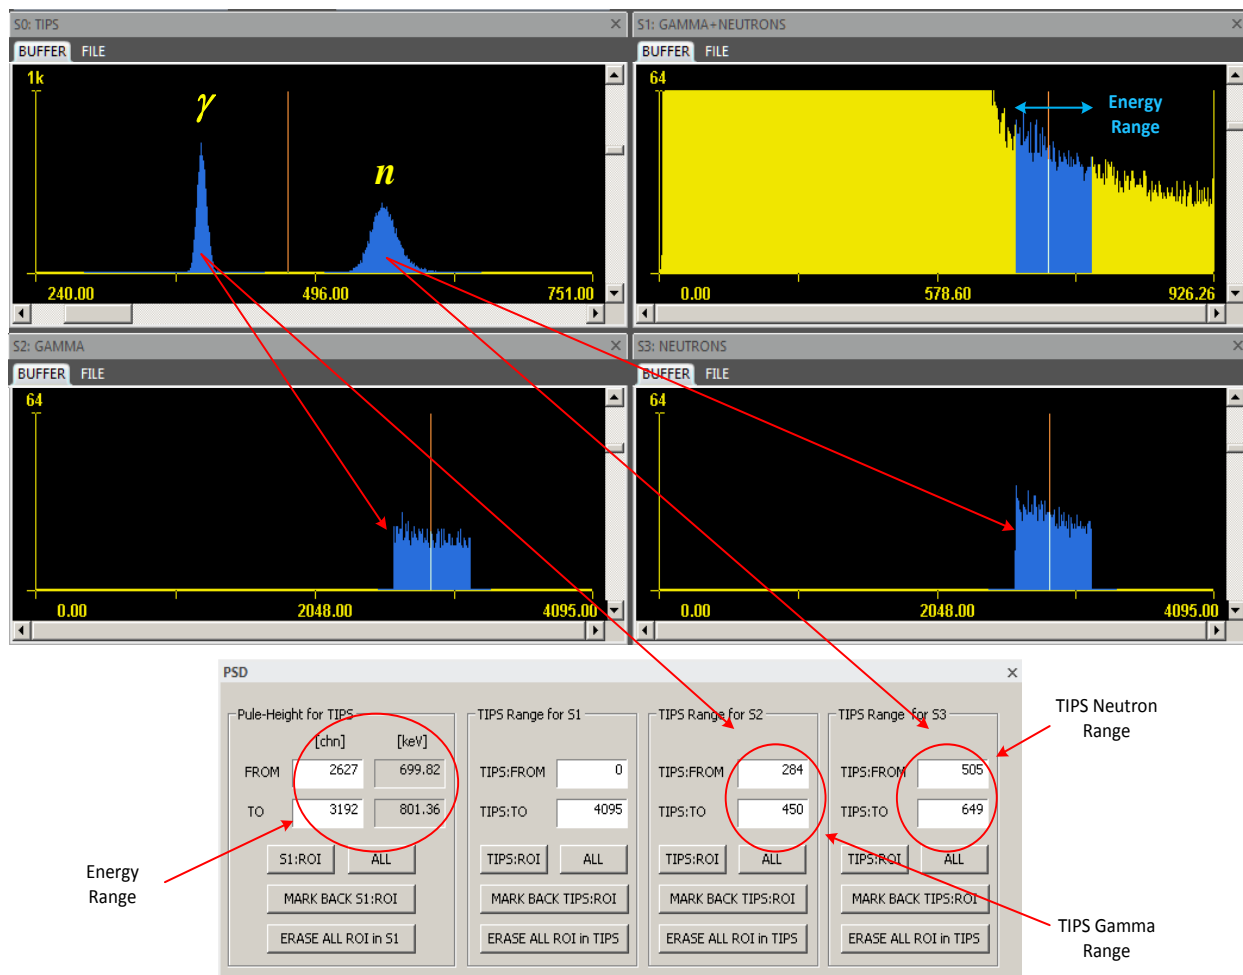 S0: TIPS
BUFFER FILE
1k
γ
n
240.00 496.00 751.00
S1: GAMMA+NEUTRONS
BUFFER FILE
64
Energy
Range
0.00 578.60 926.26
S2: GAMMA
BUFFER FILE
64
0.00 2048.00 4095.00
S3: NEUTRONS
BUFFER FILE
64
0.00 2048.00 4095.00
PSD
Pule-Height for TIPS
[chn] [keV]
FROM 2627 699.82
TO 3192 801.36
S1:ROI ALL
MARK BACK S1:ROI
ERASE ALL ROI in S1
TIPS Range for S1
TIPS:FROM 0
TIPS:TO 4095
TIPS:ROI ALL
MARK BACK TIPS:ROI
ERASE ALL ROI in TIPS
TIPS Range for S2
TIPS:FROM 284
TIPS:TO 450
TIPS:ROI ALL
MARK BACK TIPS:ROI
ERASE ALL ROI in TIPS
TIPS Range for S3
TIPS:FROM 505
TIPS:TO 649
TIPS:ROI ALL
MARK BACK TIPS:ROI
ERASE ALL ROI in TIPS
Energy
Range
TIPS Neutron
Range
TIPS Gamma
Range